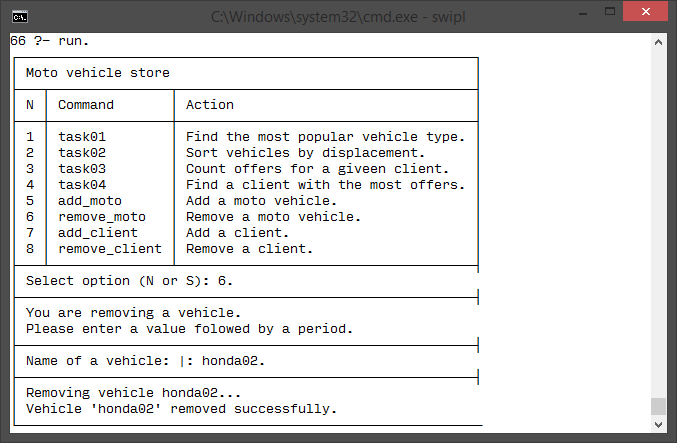 C:\Windows\system32\cmd.exe - swipl
66 ?- run.
Moto vehicle store
N Command Action
1 task01 Find the most popular vehicle type.
2 task02 Sort vehicles by displacement.
3 task03 Count offers for a giveen client.
4 task04 Find a client with the most offers.
5 add_moto Add a moto vehicle.
6 remove_moto Remove a moto vehicle.
7 add_client Add a client.
8 remove_client Remove a client.
Select option (N or S): 6.
You are removing a vehicle.
Please enter a value folowed by a period.
Name of a vehicle: |: honda02.
Removing vehicle honda02...
Vehicle 'honda02' removed successfully.